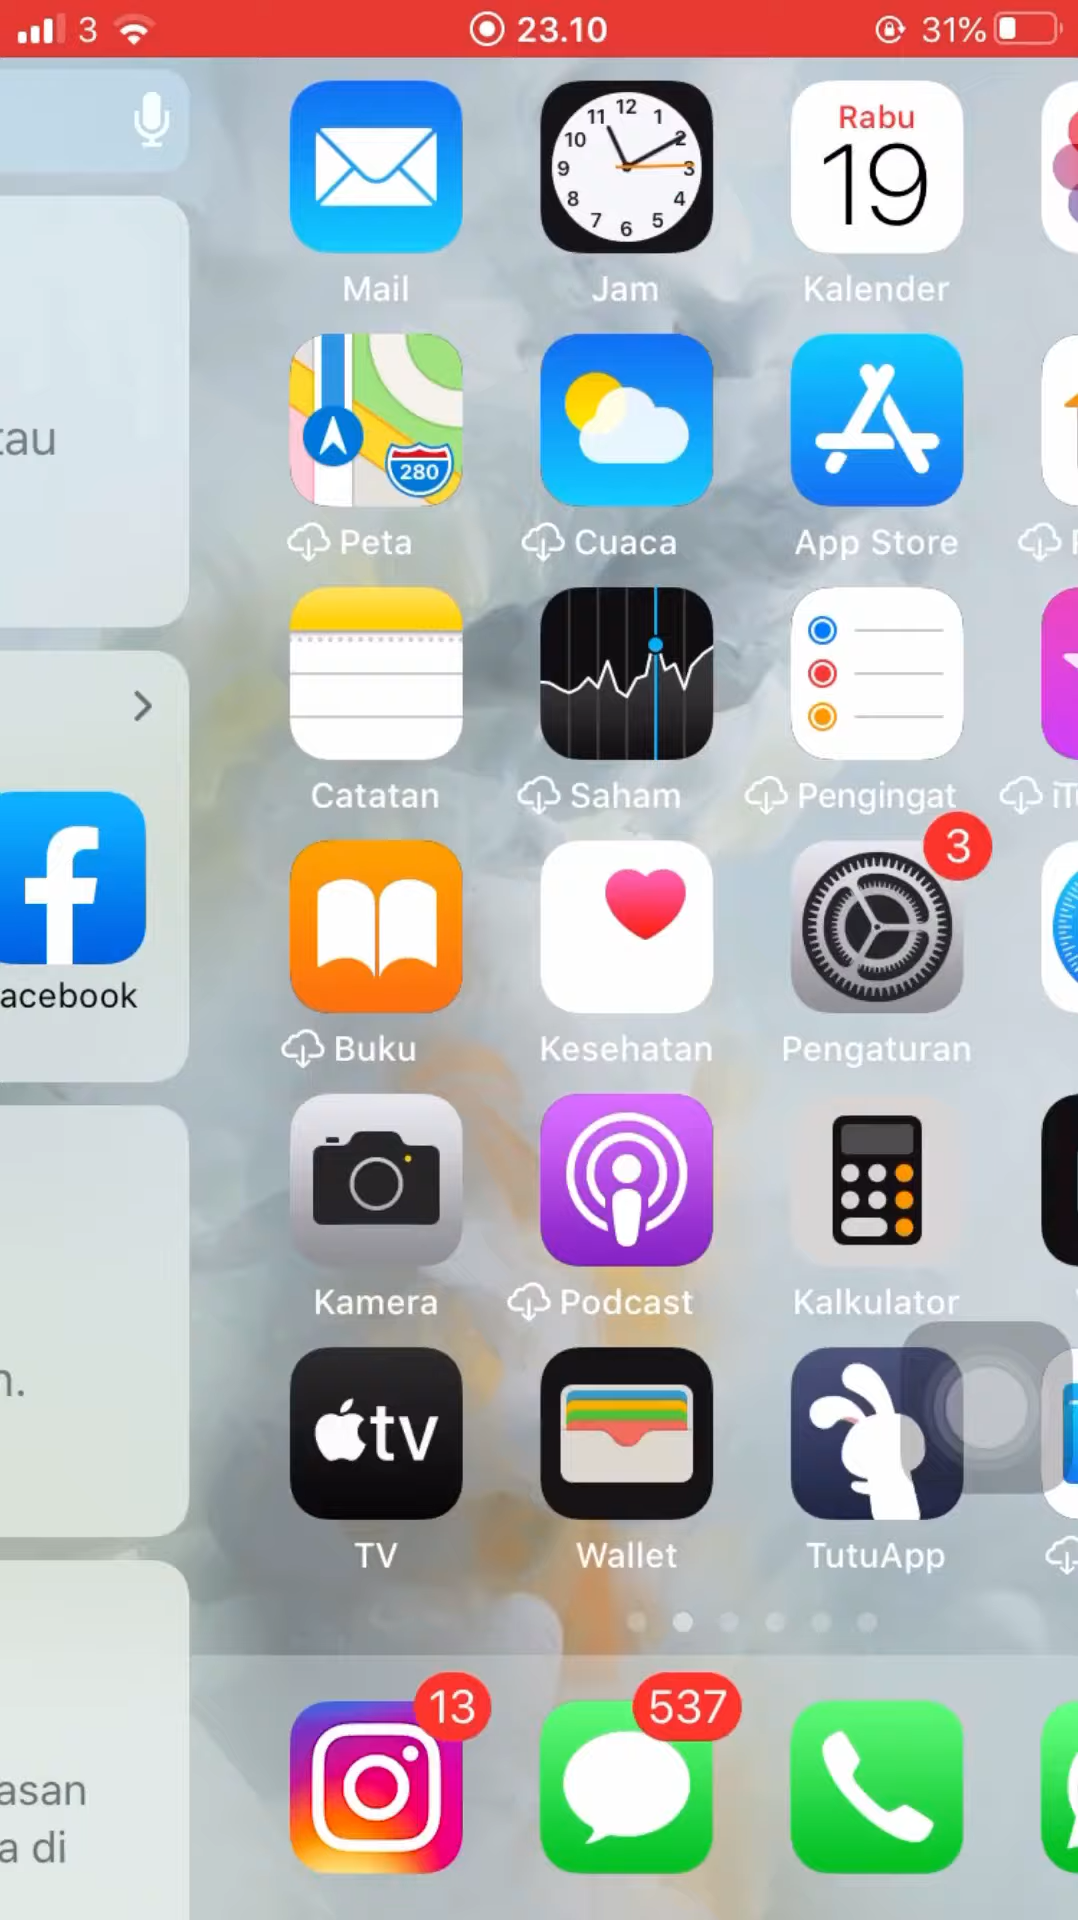 3 23.10 31%
Rabu
19
12
11 1
10 2
9 3
8 4
7 6 5
Mail Jam Kalender
tau
280
Peta Cuaca App Store
Catatan Saham Pengingat
3
acebook
Buku Kesehatan Pengaturan
Kamera Podcast Kalkulator
n.
tv
TV Wallet TutuApp
13 537
asan
a di